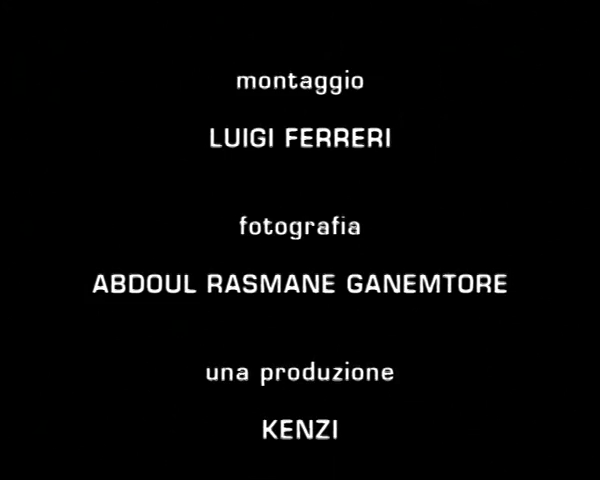 montaggio
LUIGI FERRERI
fotografia
ABDOUL RASMANE GANEMTORE
una produzione
KENZI